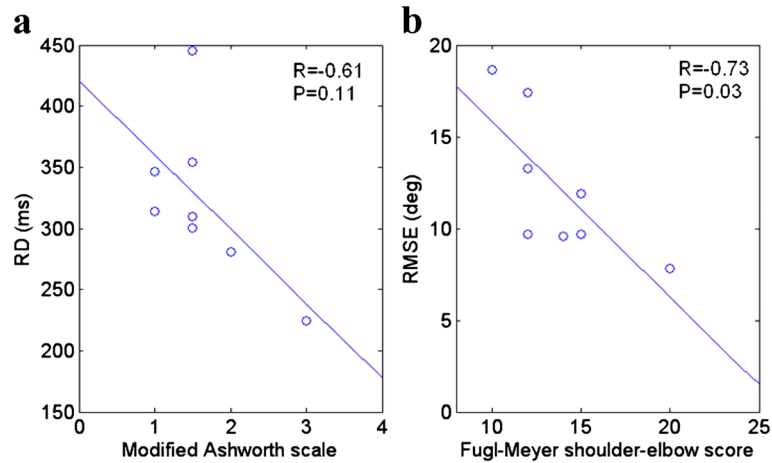 a
450
400
350
300
250
200
150
RD (ms)
R=-0.61
P=0.11
0 1 2 3 4
Modified Ashworth scale
b
20
15
10
5
0
RMSE (deg)
R=-0.73
P=0.03
10 15 20 25
Fugl-Meyer shoulder-elbow score